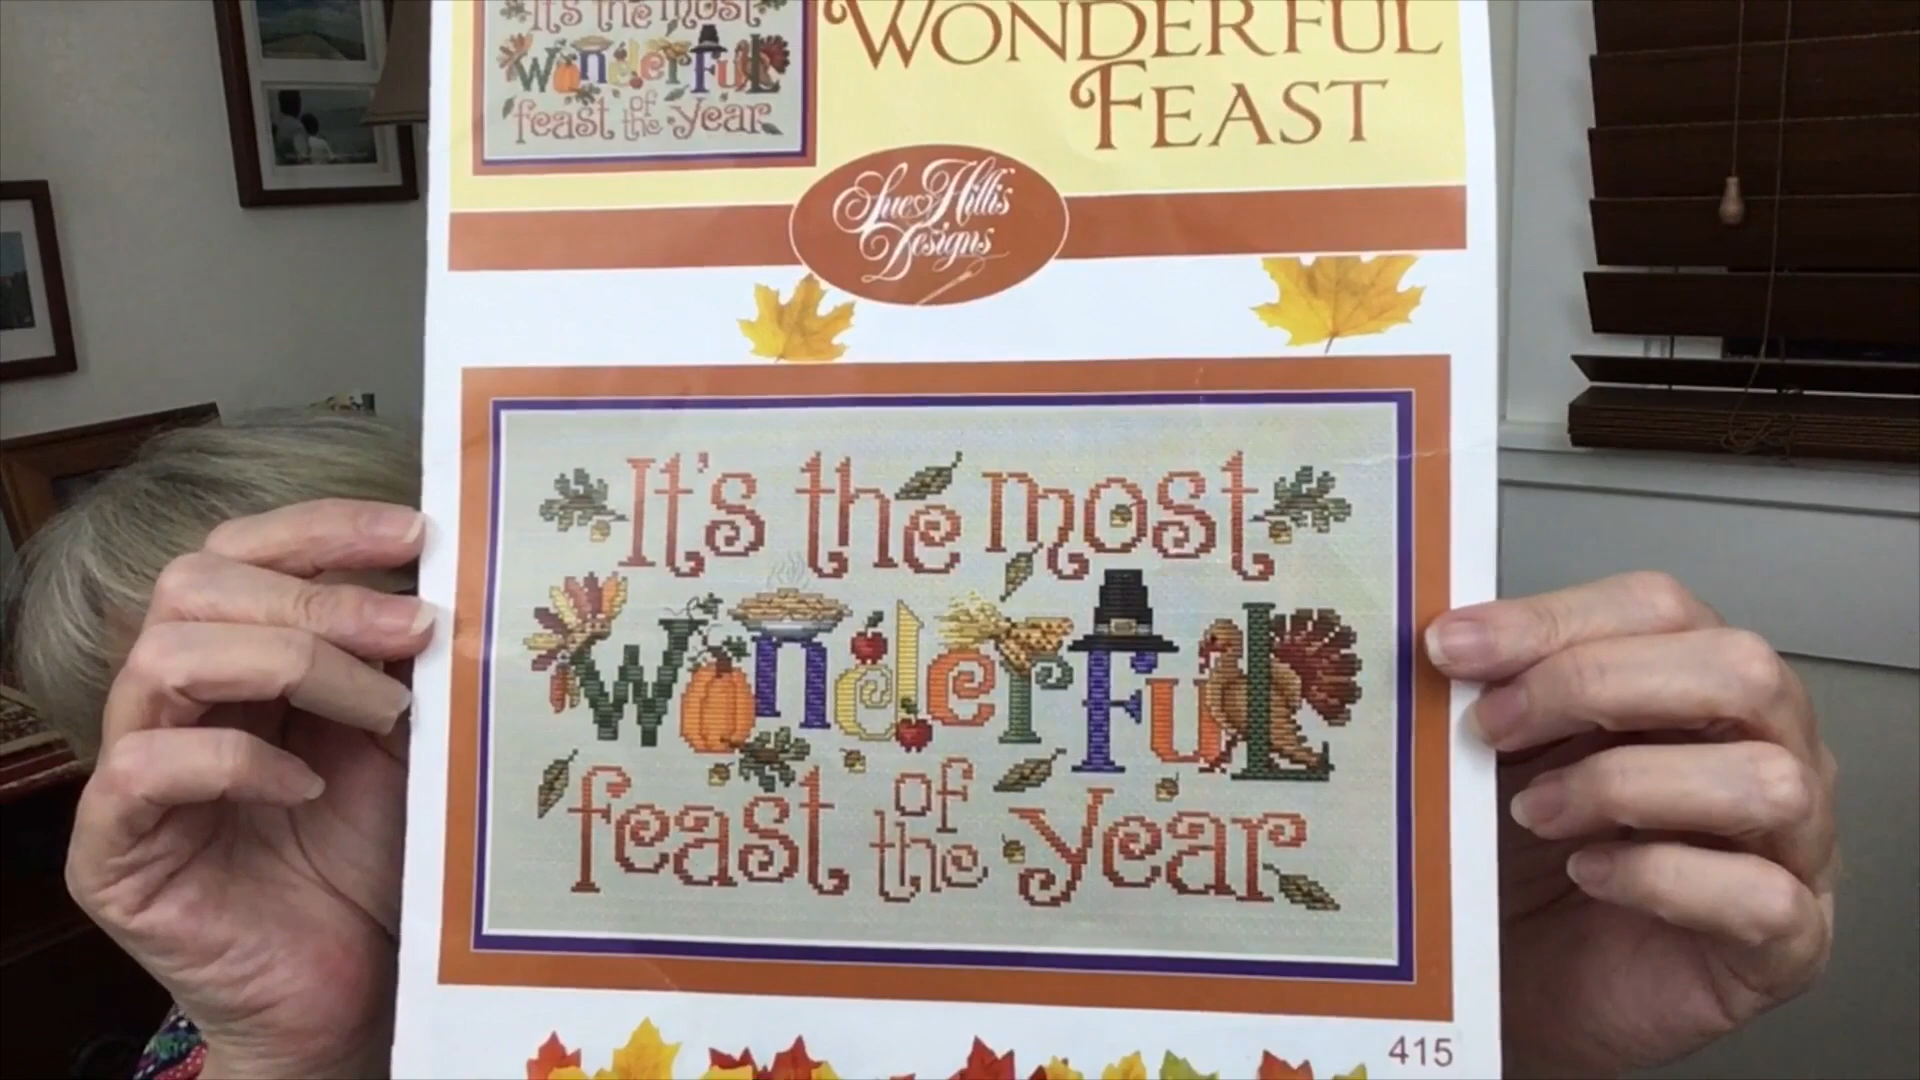 It's the most
Wonderful
feast of the year
WONDERFUL
FEAST
Sue Hillis
Designs
It's the most
wonderful
feast of the year
415